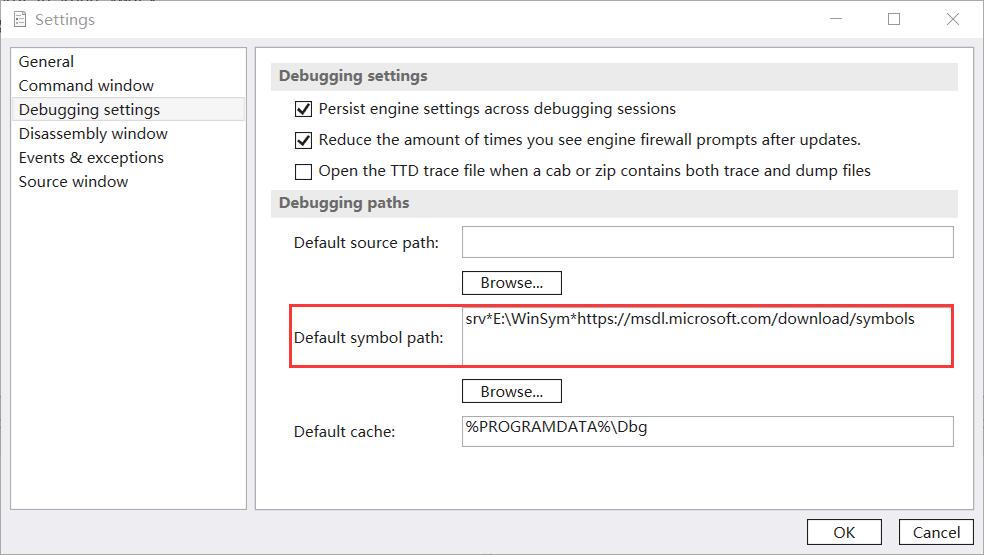 Settings
General
Command window
Debugging settings
Disassembly window
Events & exceptions
Source window
Debugging settings
Persist engine settings across debugging sessions
Reduce the amount of times you see engine firewall prompts after updates.
Open the TTD trace file when a cab or zip contains both trace and dump files
Debugging paths
Default source path:
Browse...
Default symbol path:
srv*E:\WinSym*https://msdl.microsoft.com/download/symbols
Browse...
Default cache:
%PROGRAMDATA%\Dbg
OK
Cancel